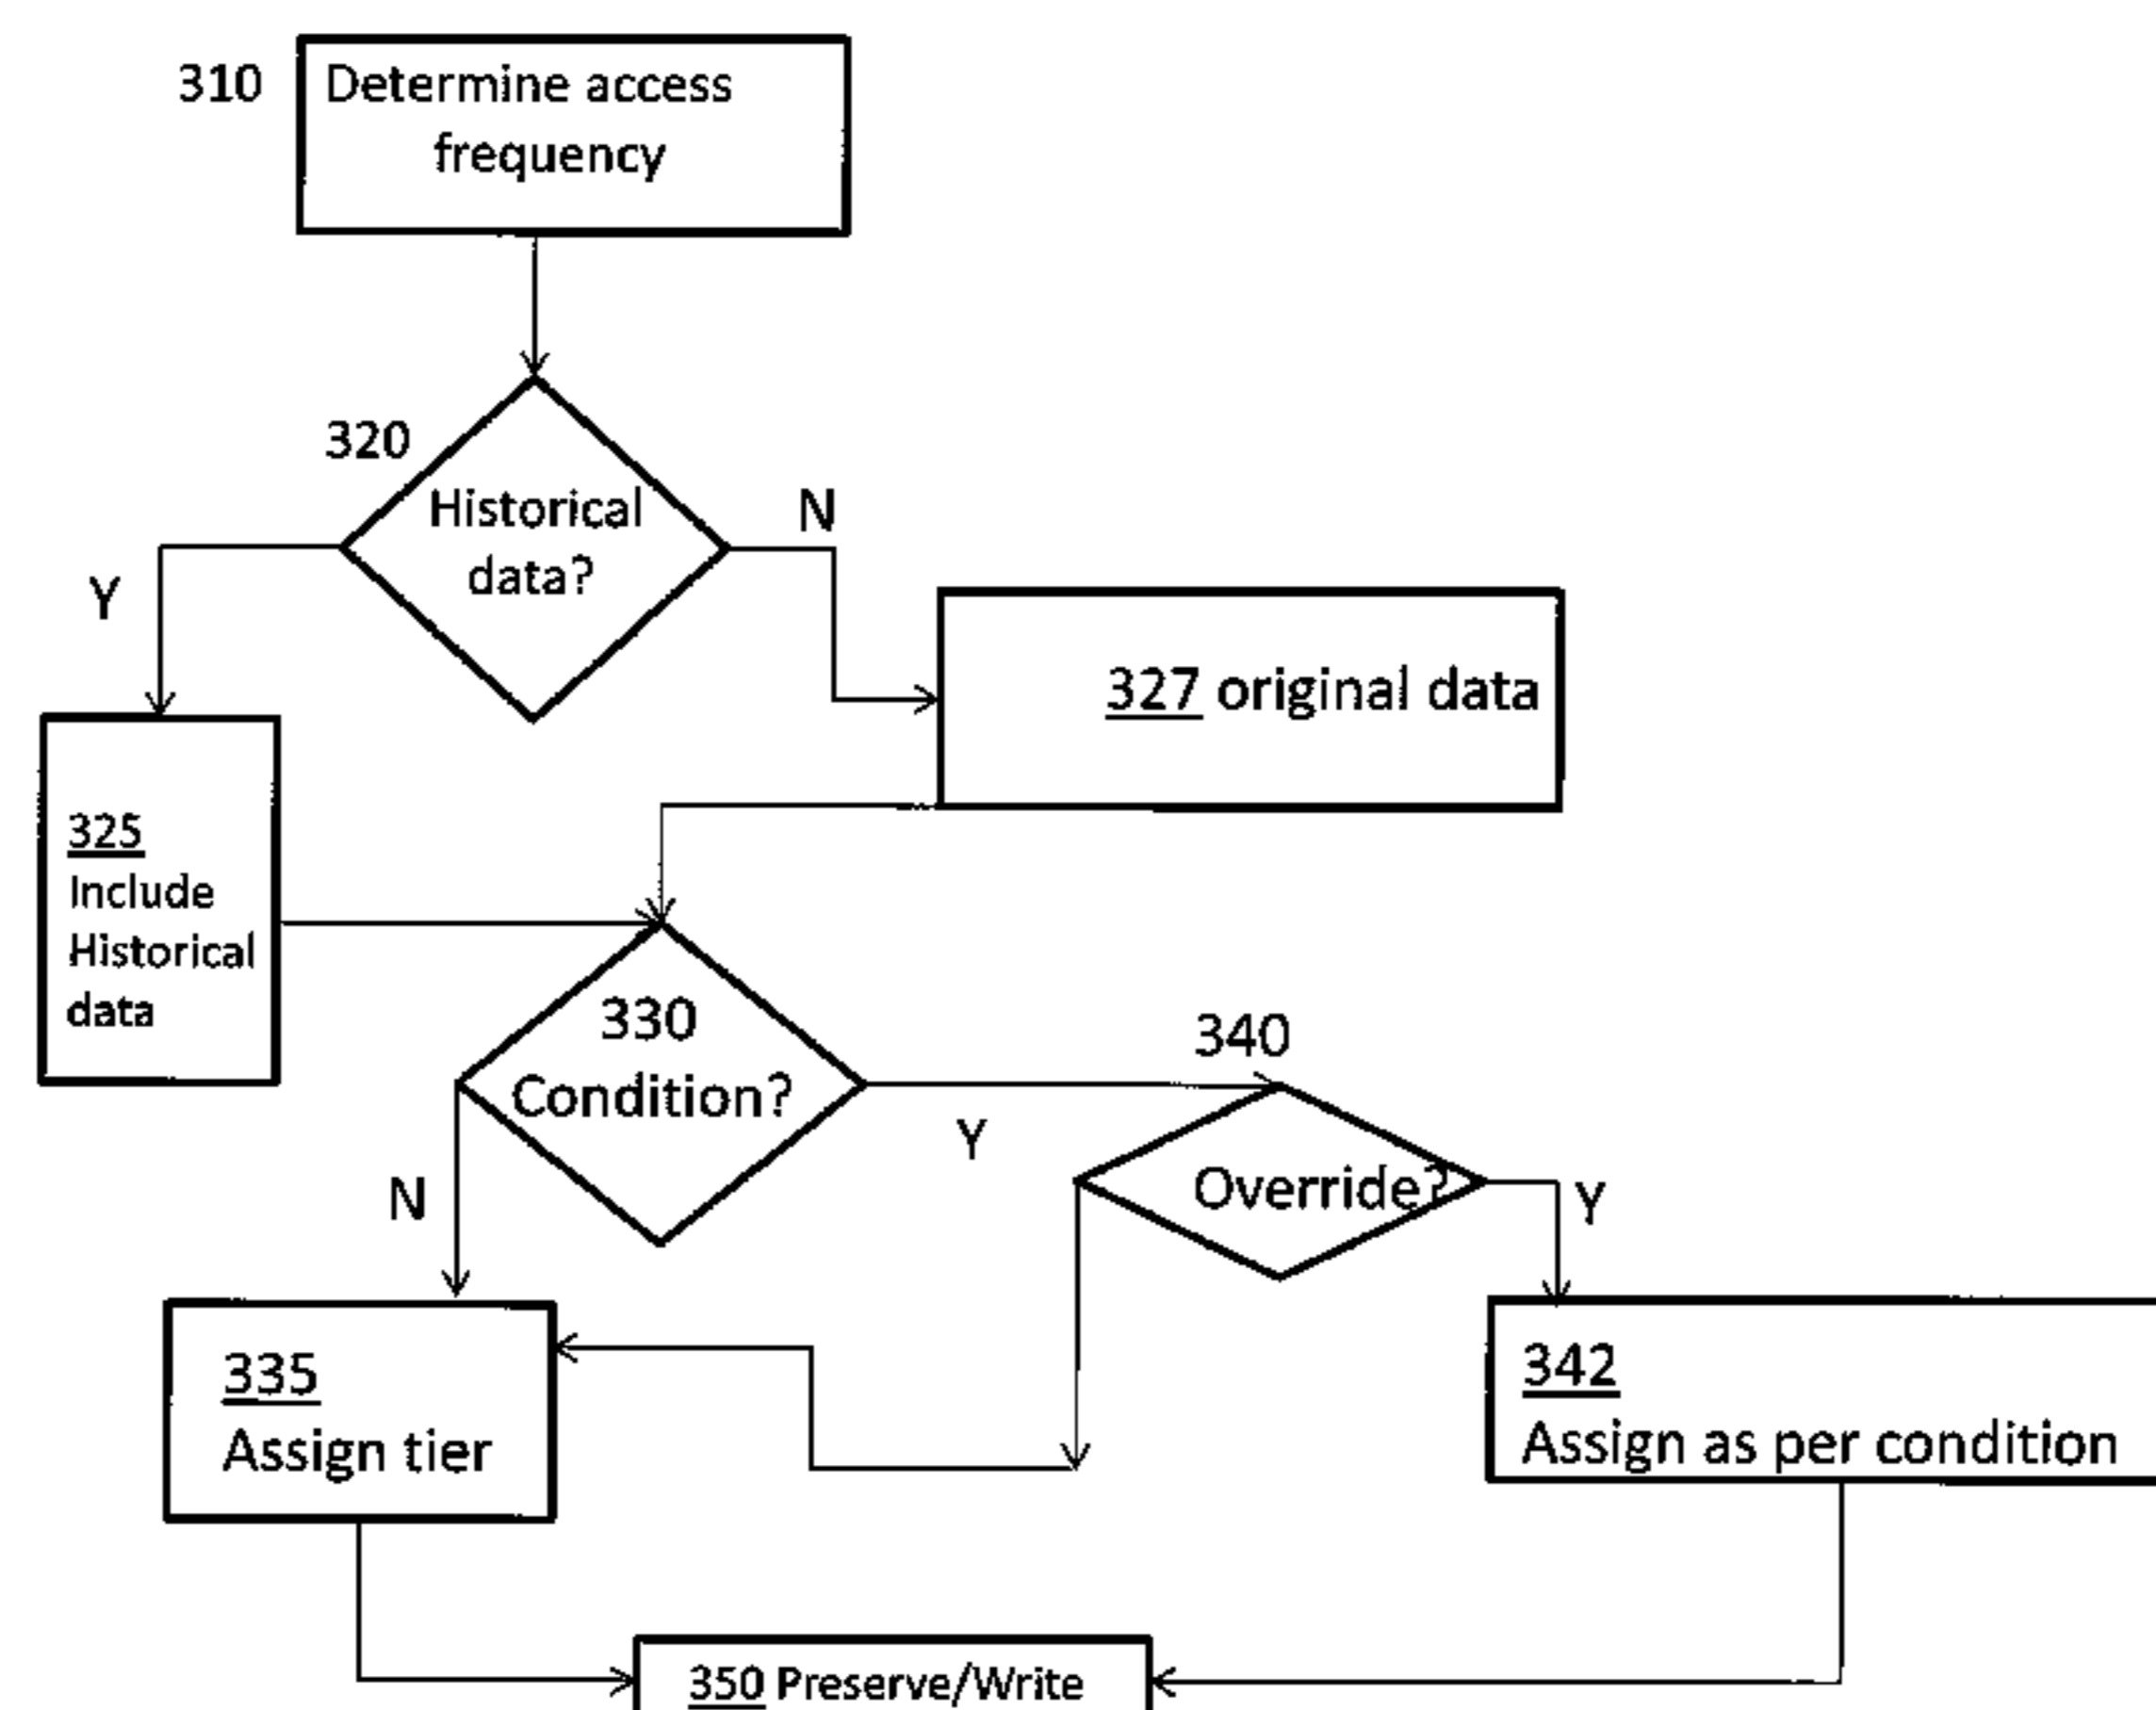 310
Determine access
frequency
320
Historical
data?
N
Y
327 original data
325
Include
Historical
data
330
Condition?
340
Y
N
Override?
Y
335
Assign tier
342
Assign as per condition
350 Preserve/Write